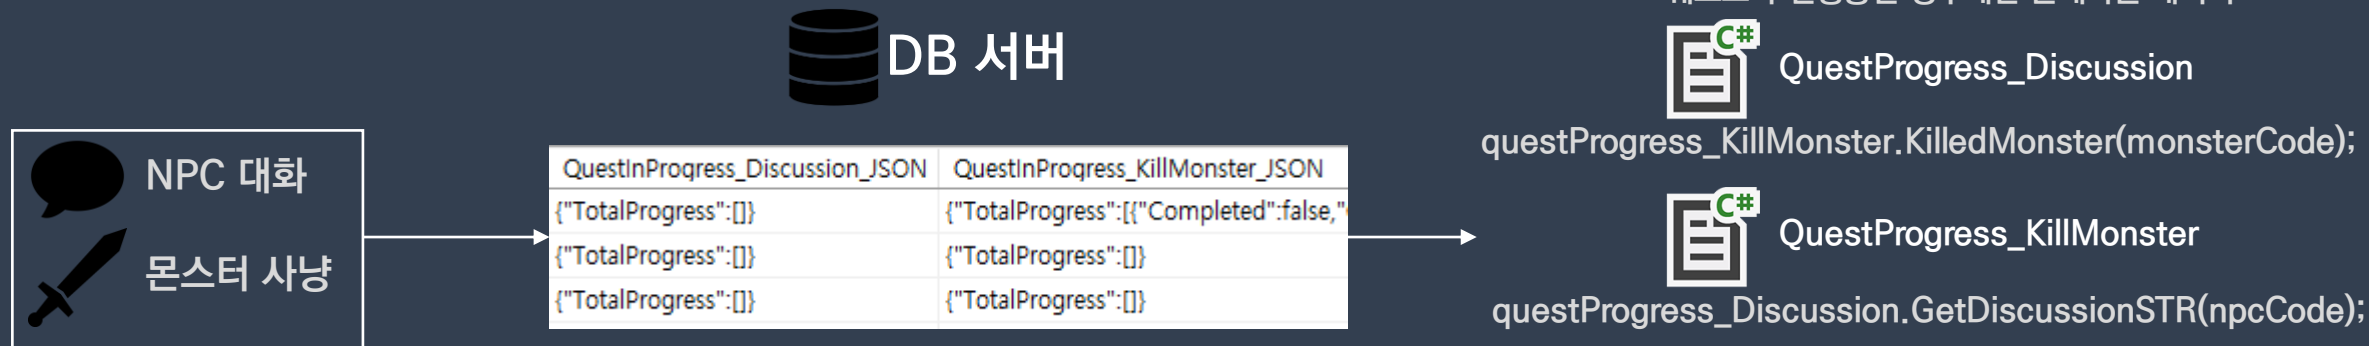 DB 서버
NPC 대화
몬스터 사냥
QuestInProgress_Discussion_JSON QuestInProgress_KillMonster_JSON
{"TotalProgress":[]} {"TotalProgress":[{"Completed":false,"
{"TotalProgress":[]} {"TotalProgress":[]}
{"TotalProgress":[]} {"TotalProgress":[]}
C#
QuestProgress_Discussion
questProgress_KillMonster.KilledMonster(monsterCode);
C#
QuestProgress_KillMonster
questProgress_Discussion.GetDiscussionSTR(npcCode);